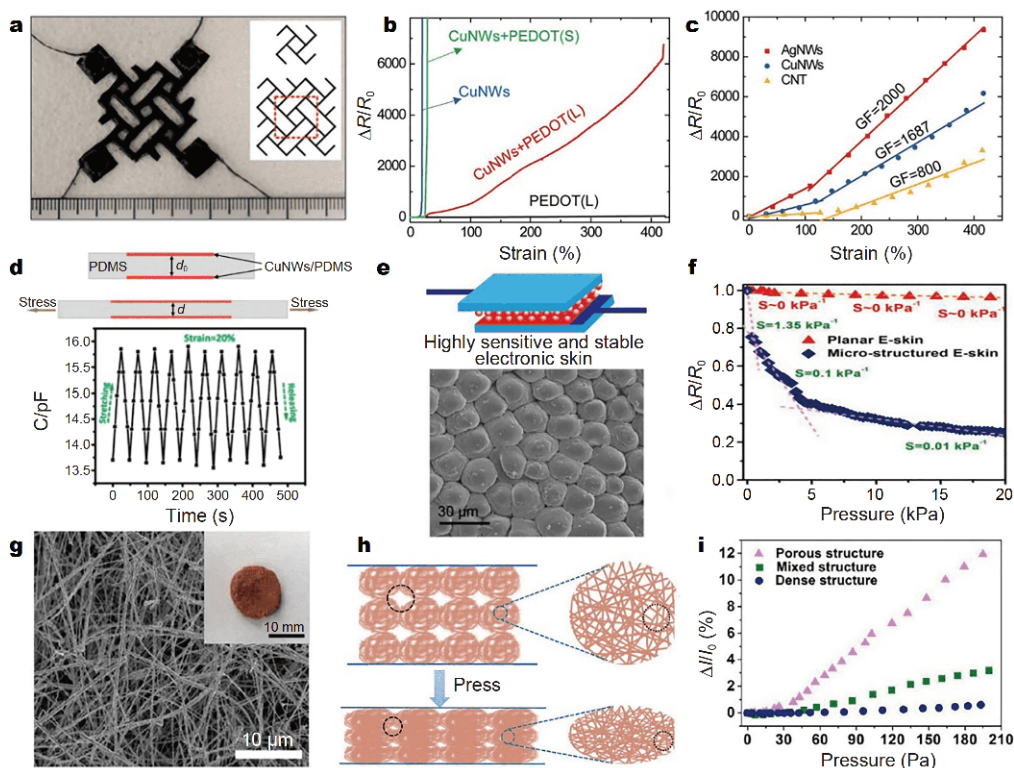 a
b
CuNWs+PEDOT(S)
CuNWs
CuNWs+PEDOT(L)
PEDOT(L)
ΔR/R0
6000
4000
2000
0
0 100 200 300 400
Strain (%)
c
10000
8000
6000
4000
2000
0
ΔR/R0
AgNWs
CuNWs
CNT
GF=2000
GF=1687
GF=800
0 50 100 150 200 250 300 350 400 450
Strain (%)
d
PDMS
d0
CuNWs/PDMS
Stress
d
Stress
Strain=20%
Stretching
Releasing
C/pF
16.0
15.5
15.0
14.5
14.0
13.5
0 100 200 300 400 500
Time (s)
e
Highly sensitive and stable
electronic skin
30 μm
f
ΔR/R0
1.0
0.8
0.6
0.4
0.2
0.0
S~0 kPa-1
S~0 kPa-1
S~0 kPa-1
S=1.35 kPa-1
Planar E-skin
Micro-structured E-skin
S=0.1 kPa-1
S=0.01 kPa-1
0 5 10 15 20
Pressure (kPa)
g
10 mm
10 μm
h
Press
i
ΔI/I0 (%)
12
10
8
6
4
2
0
Porous structure
Mixed structure
Dense structure
0 30 60 90 120 150 180 210
Pressure (Pa)